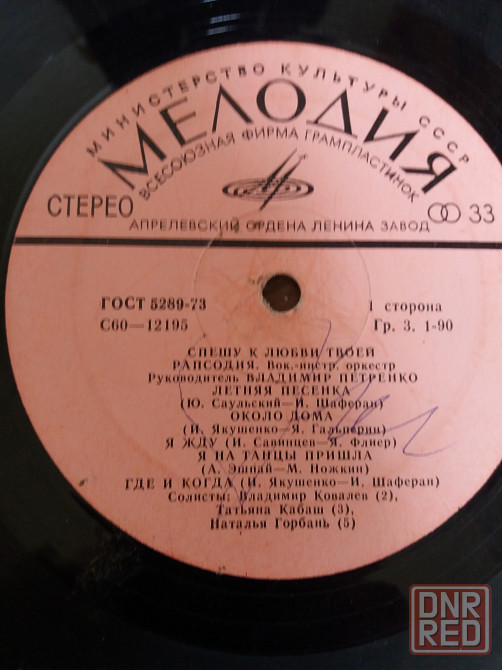 МИНИСТЕРСТВО КУЛЬТУРЫ СССР
МЕЛОДИЯ
ВСЕСОЮЗНАЯ ФИРМА ГРАМПЛАСТИНОК
СТЕРЕО
33
АПРЕЛЕВСКИЙ ОРДЕНА ЛЕНИНА ЗАВОД
ГОСТ 5289-73
1 сторона
С60—12195
Гр. 3. 1-90
СПЕШУ К ЛЮБВИ ТВОЕЙ
РАПСОДИЯ. Вок.-инстр. оркестр
Руководитель ВЛАДИМИР ПЕТРЕНКО
ЛЕТНЯЯ ПЕСЕНКА
(Ю. Саульский—И. Шаферан)
ОКОЛО ДОМА
(И. Якушенко—Я. Гальперин)
Я ЖДУ (И. Савинцев—Я. Флиер)
Я НА ТАНЦЫ ПРИШЛА
(А. Эшпай—М. Ножкин)
ГДЕ И КОГДА (И. Якушенко—И. Шаферан)
Солисты: Владимир Ковалев (2),
Татьяна Кабаш (3),
Наталья Горбань (5)
DNR
RED